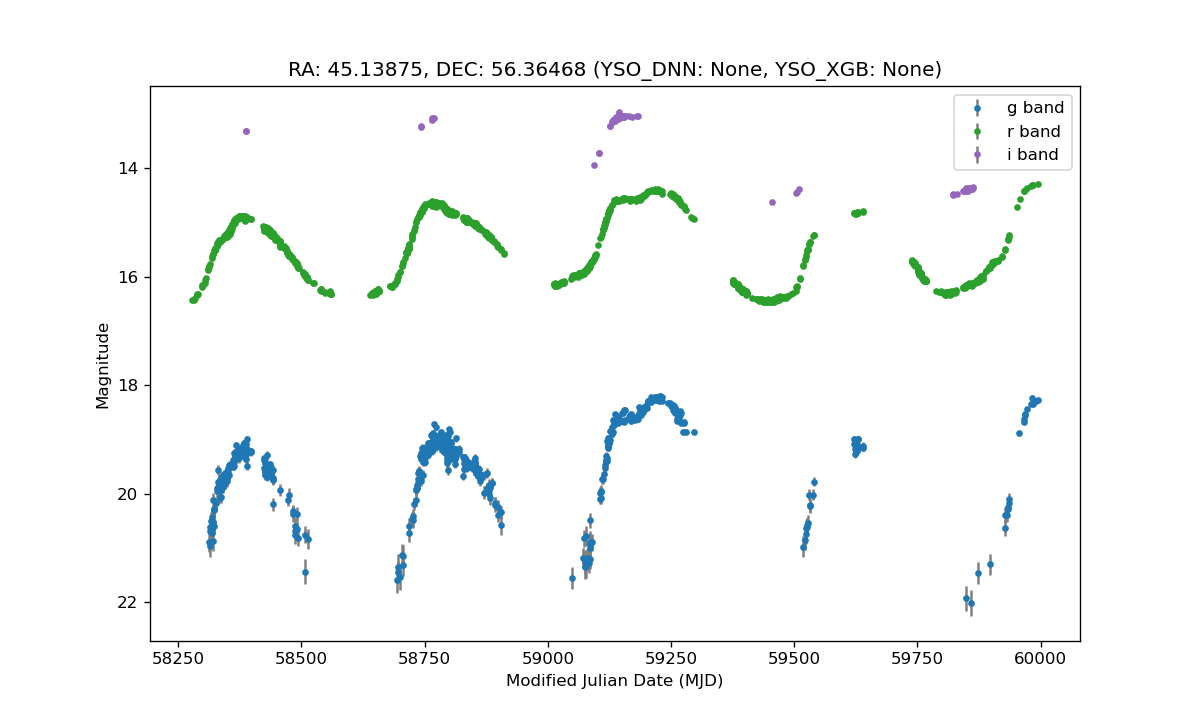 RA: 45.13875, DEC: 56.36468 (YSO_DNN: None, YSO_XGB: None)
g band
r band
i band
14
16
18
20
22
Magnitude
58250 58500 58750 59000 59250 59500 59750 60000
Modified Julian Date (MJD)